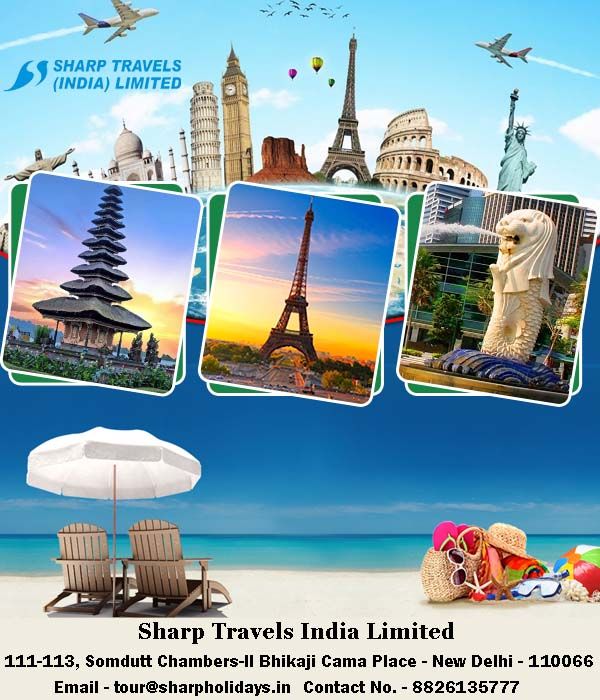 SHARP TRAVELS
(INDIA) LIMITED
Sharp Travels India Limited
111-113, Somdutt Chambers-II Bhikaji Cama Place - New Delhi - 110066
Email - tour@sharpholidays.in Contact No. - 8826135777